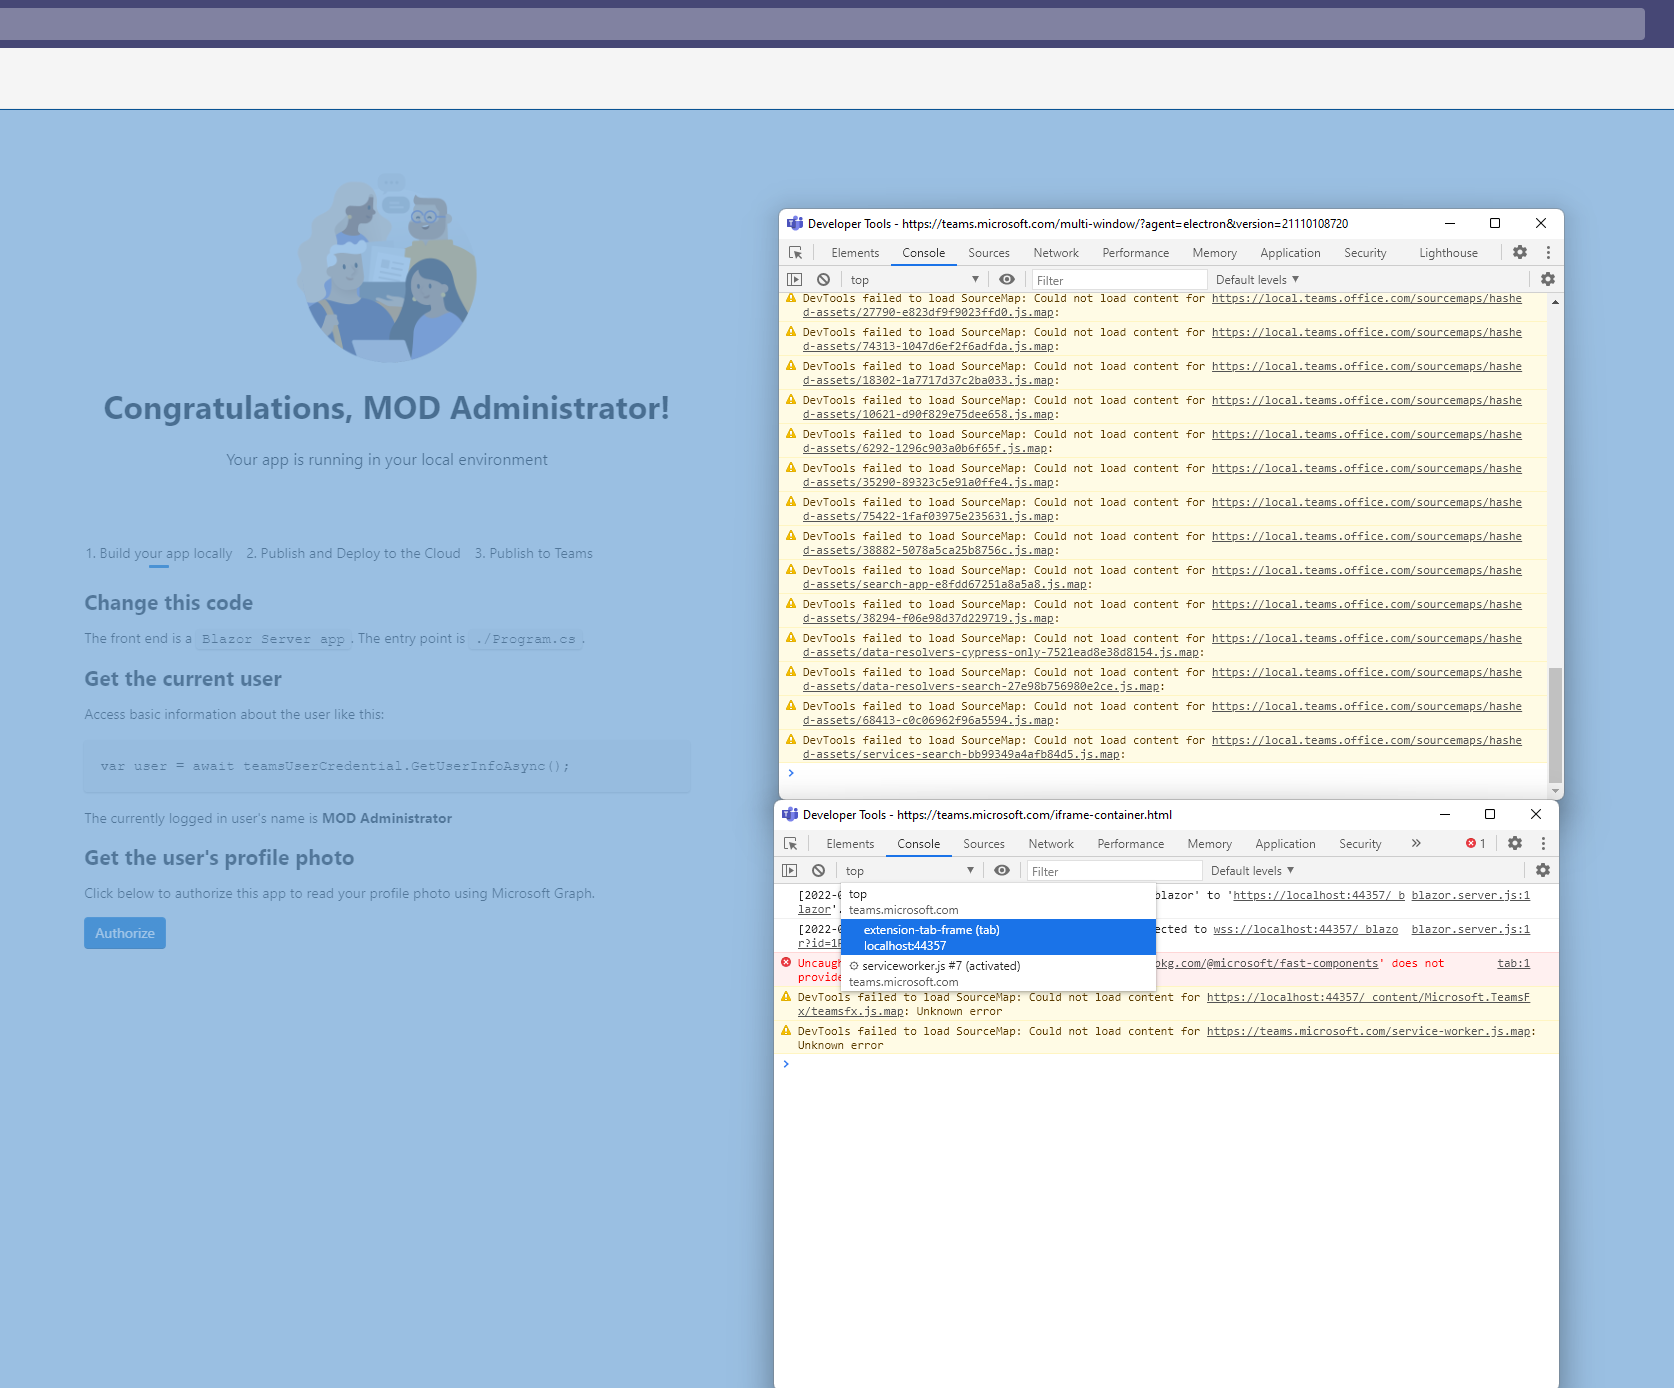 Congratulations, MOD Administrator!
Your app is running in your local environment
1. Build your app locally 2. Publish and Deploy to the Cloud 3. Publish to Teams
Change this code
The front end is a Blazor Server app. The entry point is ./Program.cs.
Get the current user
Access basic information about the user like this:
var user = await teamsUserCredential.GetUserInfoAsync();
The currently logged in user's name is MOD Administrator
Get the user's profile photo
Click below to authorize this app to read your profile photo using Microsoft Graph.
Authorize
Developer Tools - https://teams.microsoft.com/multi-window/?agent=electron&version=21110108720
Elements Console Sources Network Performance Memory Application Security Lighthouse
top Filter Default levels
DevTools failed to load SourceMap: Could not load content for https://local.teams.office.com/sourcemaps/hashe
d-assets/27790-e823df9f9023ffd0.js.map:
DevTools failed to load SourceMap: Could not load content for https://local.teams.office.com/sourcemaps/hashe
d-assets/74313-1047d6ef2f6adfda.js.map:
DevTools failed to load SourceMap: Could not load content for https://local.teams.office.com/sourcemaps/hashe
d-assets/18302-1a7717d37c2ba033.js.map:
DevTools failed to load SourceMap: Could not load content for https://local.teams.office.com/sourcemaps/hashe
d-assets/10621-d90f829e75dee658.js.map:
DevTools failed to load SourceMap: Could not load content for https://local.teams.office.com/sourcemaps/hashe
d-assets/6292-1296c903a0b6f65f.js.map:
DevTools failed to load SourceMap: Could not load content for https://local.teams.office.com/sourcemaps/hashe
d-assets/35290-89323c5e91a0ffe4.js.map:
DevTools failed to load SourceMap: Could not load content for https://local.teams.office.com/sourcemaps/hashe
d-assets/75422-1faf03975e235631.js.map:
DevTools failed to load SourceMap: Could not load content for https://local.teams.office.com/sourcemaps/hashe
d-assets/38882-5078a5ca25b8756c.js.map:
DevTools failed to load SourceMap: Could not load content for https://local.teams.office.com/sourcemaps/hashe
d-assets/search-app-e8fdd67251a8a5a8.js.map:
DevTools failed to load SourceMap: Could not load content for https://local.teams.office.com/sourcemaps/hashe
d-assets/38294-f06e98d37d229719.js.map:
DevTools failed to load SourceMap: Could not load content for https://local.teams.office.com/sourcemaps/hashe
d-assets/data-resolvers-cypress-only-7521ead8e38d8154.js.map:
DevTools failed to load SourceMap: Could not load content for https://local.teams.office.com/sourcemaps/hashe
d-assets/data-resolvers-search-27e98b756980e2ce.js.map:
DevTools failed to load SourceMap: Could not load content for https://local.teams.office.com/sourcemaps/hashe
d-assets/68413-c0c06962f96a5594.js.map:
DevTools failed to load SourceMap: Could not load content for https://local.teams.office.com/sourcemaps/hashe
d-assets/services-search-bb99349a4afb84d5.js.map:
Developer Tools - https://teams.microsoft.com/iframe-container.html
Elements Console Sources Network Performance Memory Application Security » 1
top Filter Default levels
top
teams.microsoft.com
extension-tab-frame (tab)
localhost:44357
serviceworker.js #7 (activated)
teams.microsoft.com
[2022- blazor' to 'https://localhost:44357/_b blazor.server.js:1
lazor'.
[2022- ected to wss://localhost:44357/_blazo blazor.server.js:1
r?id=1
Uncaugh pkg.com/@microsoft/fast-components' does not tab:1
provide
DevTools failed to load SourceMap: Could not load content for https://localhost:44357/_content/Microsoft.TeamsF
x/teamsfx.js.map: Unknown error
DevTools failed to load SourceMap: Could not load content for https://teams.microsoft.com/service-worker.js.map:
Unknown error